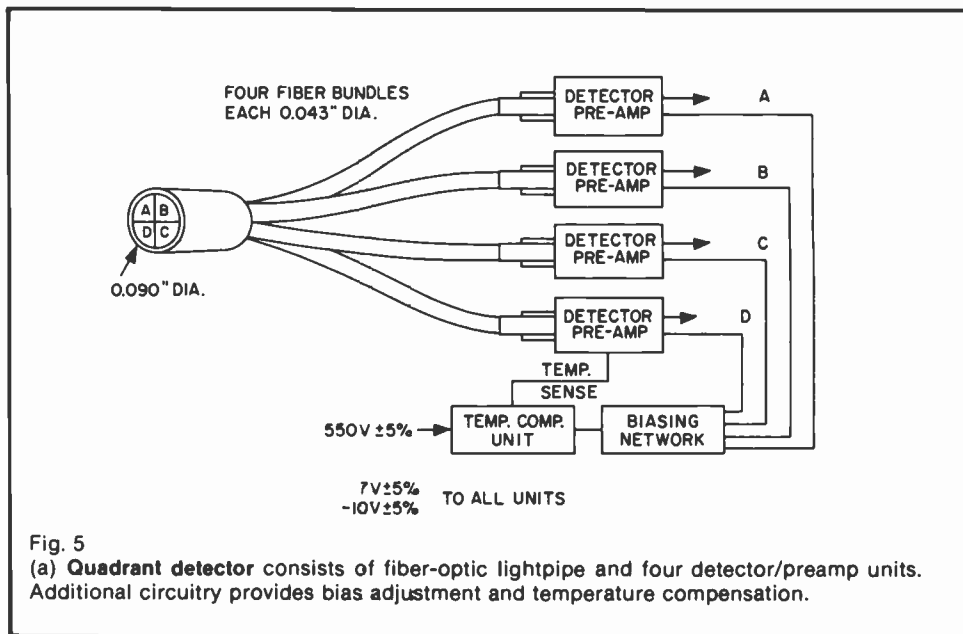 FOUR FIBER BUNDLES
EACH 0.043" DIA.
DETECTOR
PRE-AMP
A
DETECTOR
PRE-AMP
B
DETECTOR
PRE-AMP
C
DETECTOR
PRE-AMP
D
A B
D C
0.090" DIA.
TEMP.
SENSE
550V ±5%
TEMP. COMP.
UNIT
BIASING
NETWORK
7V±5%
-10V±5%
TO ALL UNITS
Fig. 5
(a) Quadrant detector consists of fiber-optic lightpipe and four detector/preamp units.
Additional circuitry provides bias adjustment and temperature compensation.